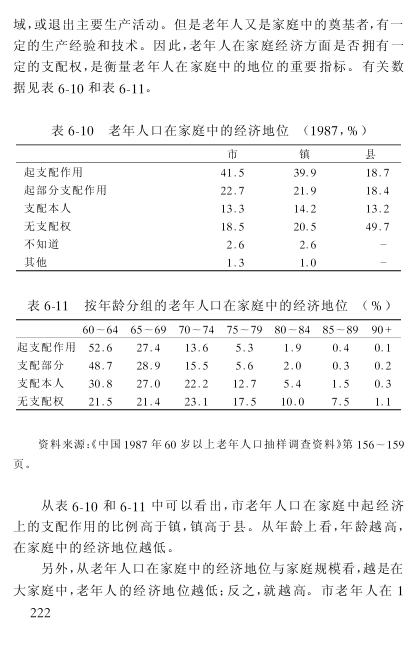 域,或退出主要生产活动。但是老年人又是家庭中的奠基者,有一
定的生产经验和技术。因此,老年人在家庭经济方面是否拥有一
定的支配权,是衡量老年人在家庭中的地位的重要指标。有关数
据见表 6-10 和表 6-11。
表 6-10 老年人口在家庭中的经济地位 (1987,%)
市 镇 县
起支配作用 41.5 39.9 18.7
起部分支配作用 22.7 21.9 18.4
支配本人 13.3 14.2 13.2
无支配权 18.5 20.5 49.7
不知道 2.6 2.6 –
其他 1.3 1.0 –
表 6-11 按年龄分组的老年人口在家庭中的经济地位 (%)
60~64 65~69 70~74 75~79 80~84 85~89 90+
起支配作用 52.6 27.4 13.6 5.3 1.9 0.4 0.1
支配部分 48.7 28.9 15.5 5.6 2.0 0.3 0.2
支配本人 30.8 27.0 22.2 12.7 5.4 1.5 0.3
无支配权 21.5 21.4 23.1 17.5 10.0 7.5 1.1
资料来源:《中国1987年60岁以上老年人口抽样调查资料》第156~159
页。
从表 6-10 和 6-11 中可以看出,市老年人口在家庭中起经济
上的支配作用的比例高于镇,镇高于县。从年龄上看,年龄越高,
在家庭中的经济地位越低。
另外,从老年人口在家庭中的经济地位与家庭规模看,越是在
大家庭中,老年人的经济地位越低;反之,就越高。市老年人在 1
222